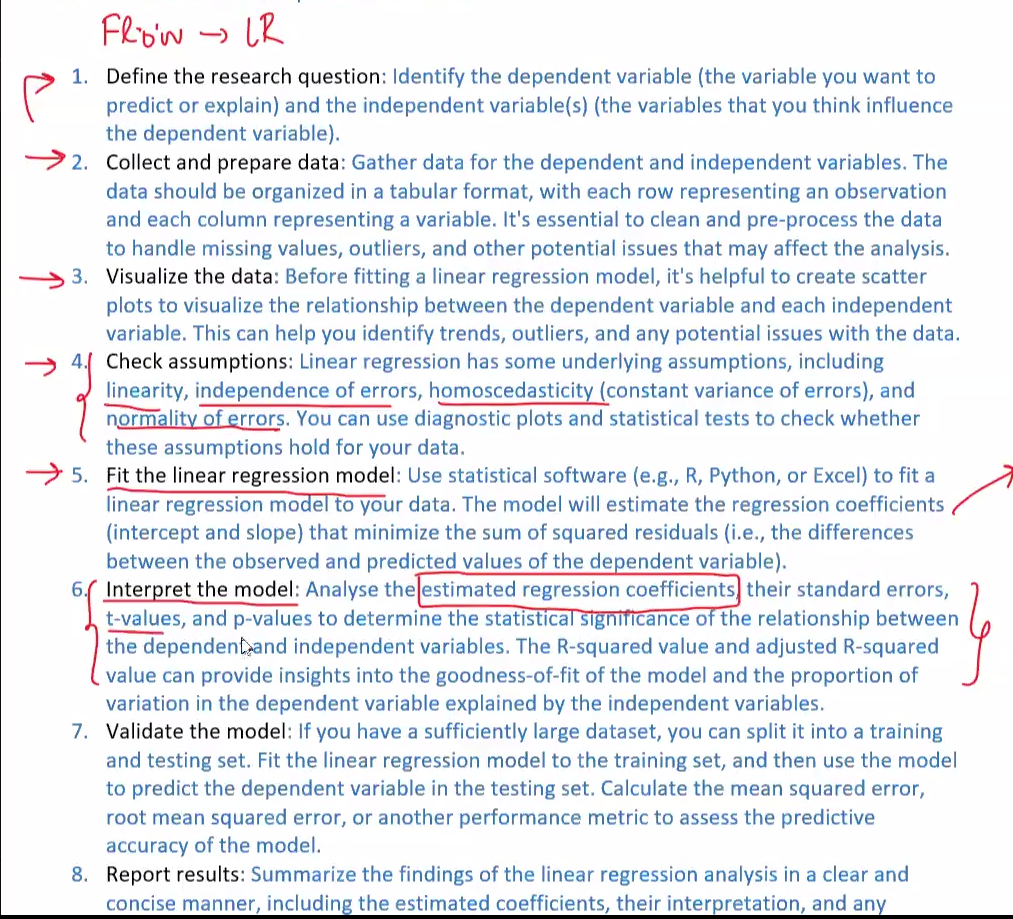 Flow → LR
1. Define the research question: Identify the dependent variable (the variable you want to
predict or explain) and the independent variable(s) (the variables that you think influence
the dependent variable).
2. Collect and prepare data: Gather data for the dependent and independent variables. The
data should be organized in a tabular format, with each row representing an observation
and each column representing a variable. It's essential to clean and pre-process the data
to handle missing values, outliers, and other potential issues that may affect the analysis.
3. Visualize the data: Before fitting a linear regression model, it's helpful to create scatter
plots to visualize the relationship between the dependent variable and each independent
variable. This can help you identify trends, outliers, and any potential issues with the data.
4. Check assumptions: Linear regression has some underlying assumptions, including
linearity, independence of errors, homoscedasticity (constant variance of errors), and
normality of errors. You can use diagnostic plots and statistical tests to check whether
these assumptions hold for your data.
5. Fit the linear regression model: Use statistical software (e.g., R, Python, or Excel) to fit a
linear regression model to your data. The model will estimate the regression coefficients
(intercept and slope) that minimize the sum of squared residuals (i.e., the differences
between the observed and predicted values of the dependent variable).
6. Interpret the model: Analyse the estimated regression coefficients, their standard errors,
t-values, and p-values to determine the statistical significance of the relationship between
the dependent and independent variables. The R-squared value and adjusted R-squared
value can provide insights into the goodness-of-fit of the model and the proportion of
variation in the dependent variable explained by the independent variables.
7. Validate the model: If you have a sufficiently large dataset, you can split it into a training
and testing set. Fit the linear regression model to the training set, and then use the model
to predict the dependent variable in the testing set. Calculate the mean squared error,
root mean squared error, or another performance metric to assess the predictive
accuracy of the model.
8. Report results: Summarize the findings of the linear regression analysis in a clear and
concise manner, including the estimated coefficients, their interpretation, and any